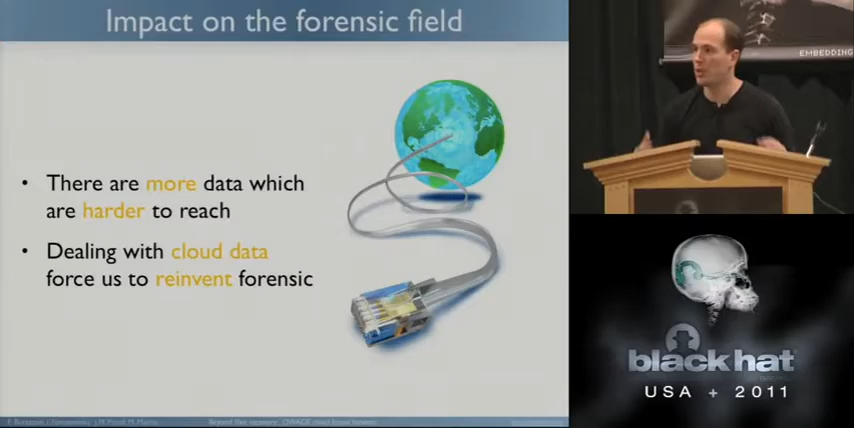 Impact on the forensic field
• There are more data which
are harder to reach
• Dealing with cloud data
force us to reinvent forensic
EMBEDDING
black hat
USA + 2011